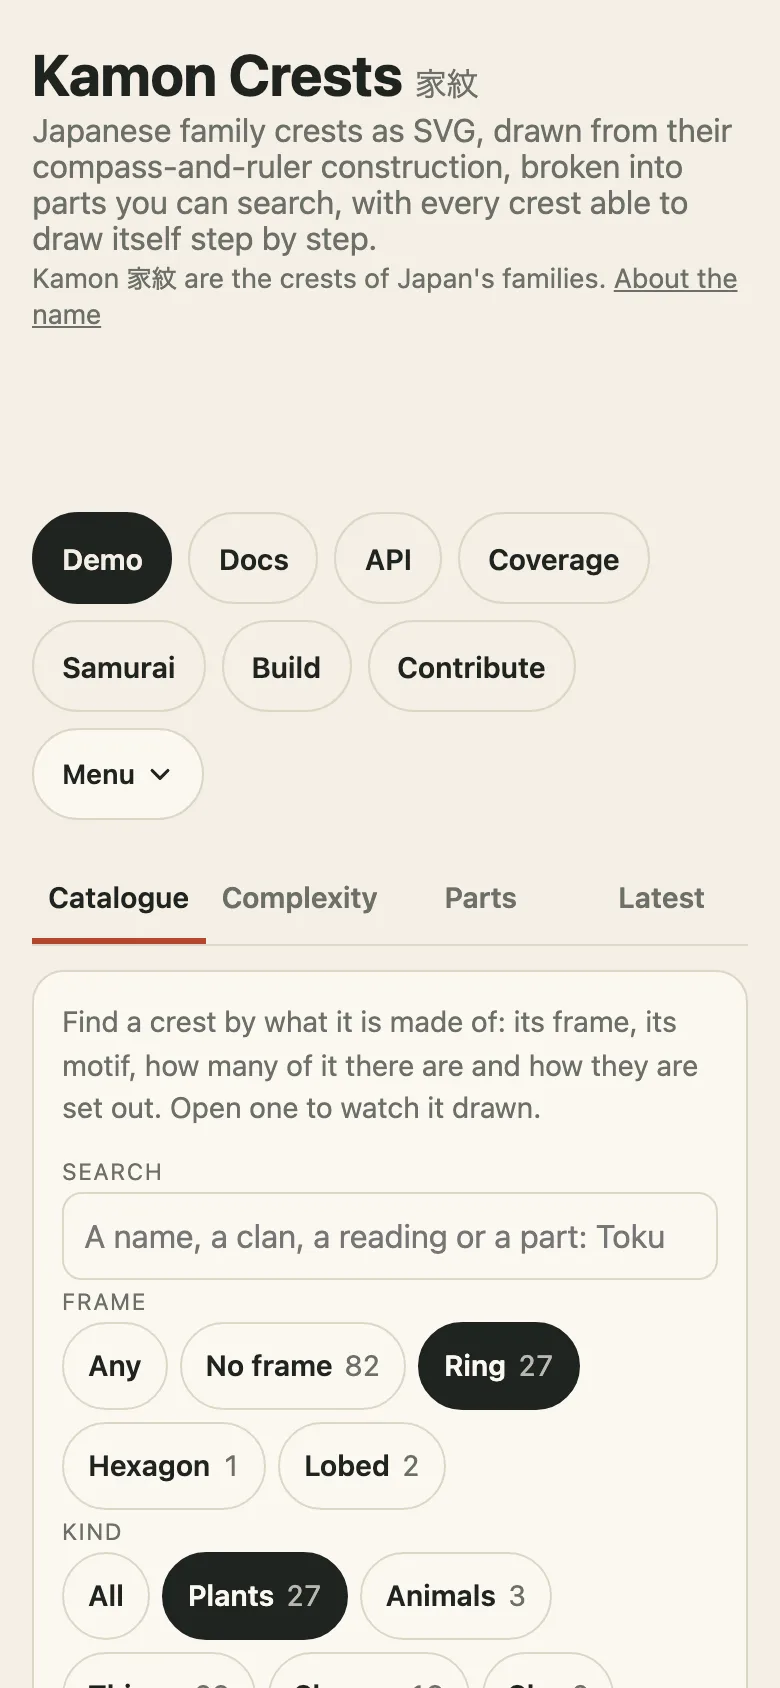 Kamon Crests 家紋
Japanese family crests as SVG, drawn from their
compass-and-ruler construction, broken into
parts you can search, with every crest able to
draw itself step by step.
Kamon 家紋 are the crests of Japan's families. About the
name
Demo Docs API Coverage
Samurai Build Contribute
Menu
Catalogue Complexity Parts Latest
Find a crest by what it is made of: its frame, its
motif, how many of it there are and how they are
set out. Open one to watch it drawn.
SEARCH
A name, a clan, a reading or a part: Toku
FRAME
Any No frame 82 Ring 27
Hexagon 1 Lobed 2
KIND
All Plants 27 Animals 3